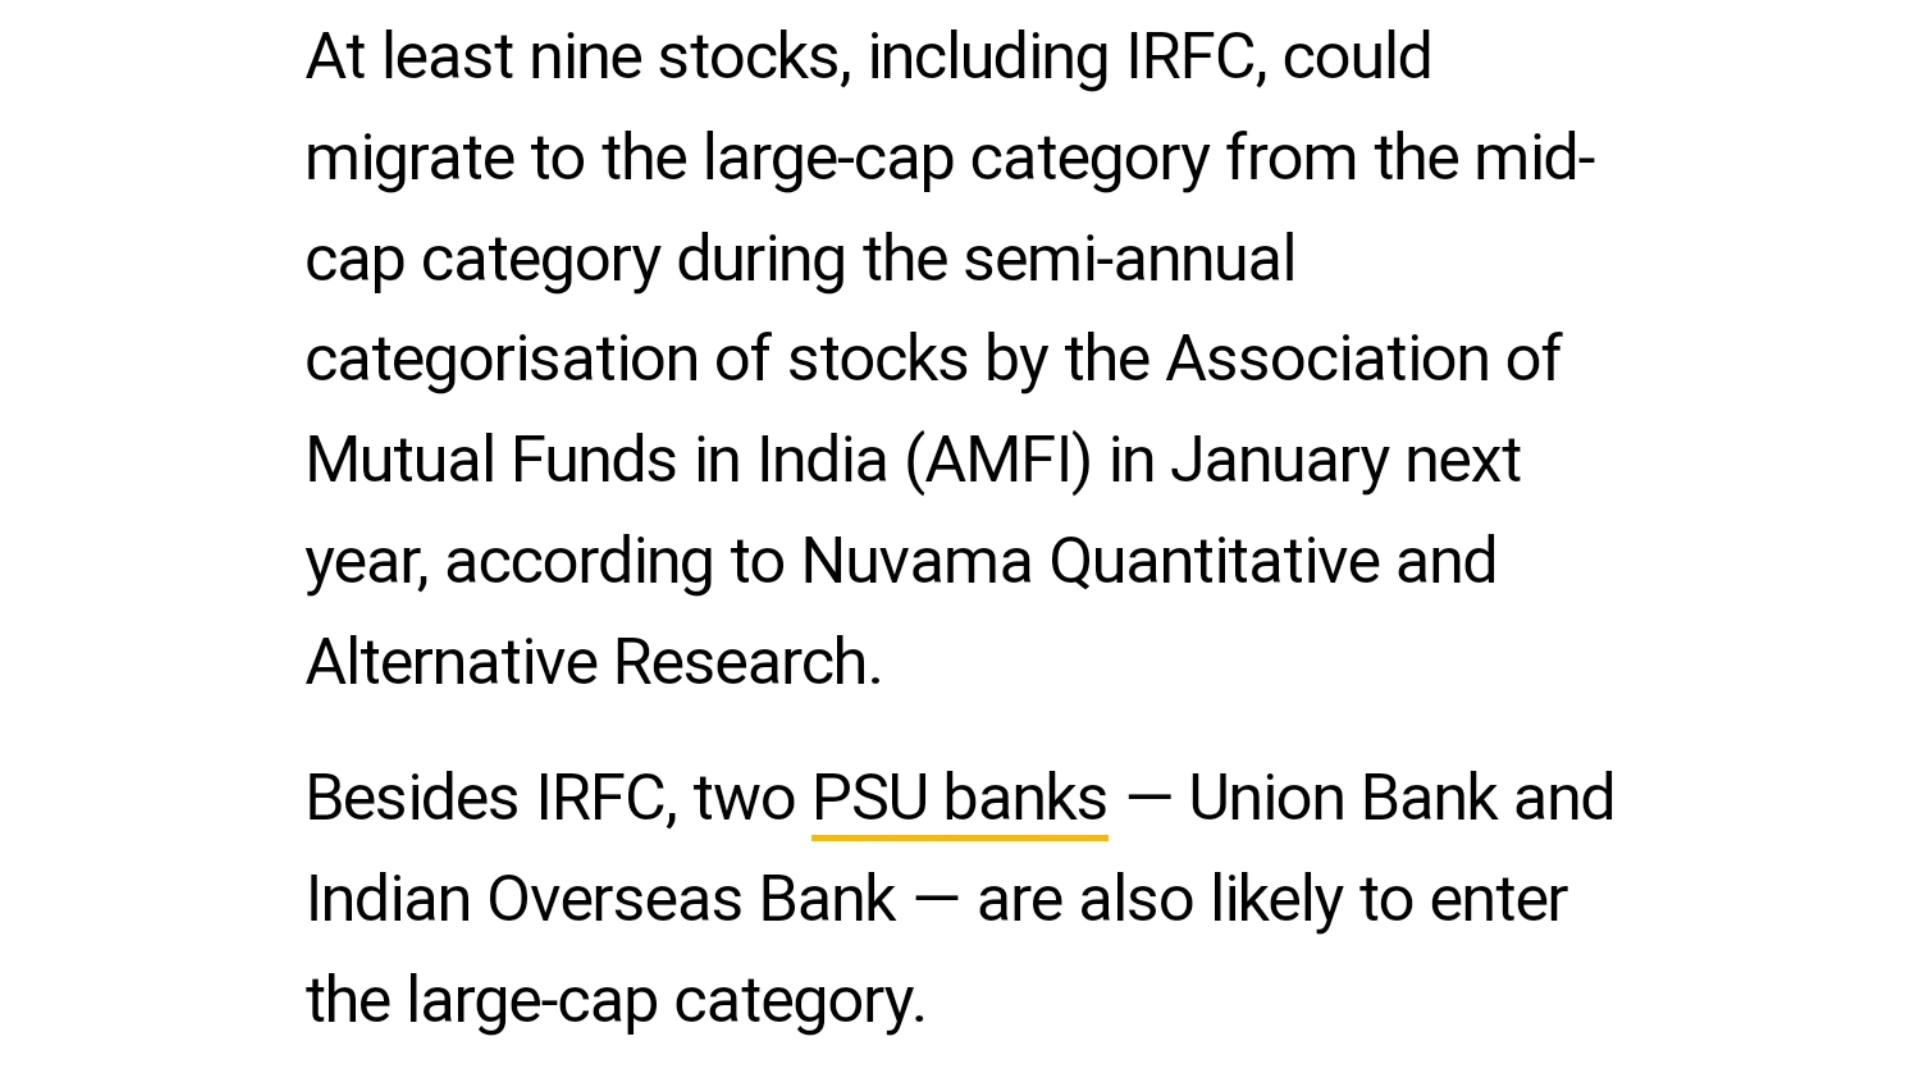 At least nine stocks, including IRFC, could
migrate to the large-cap category from the mid-
cap category during the semi-annual
categorisation of stocks by the Association of
Mutual Funds in India (AMFI) in January next
year, according to Nuvama Quantitative and
Alternative Research.
Besides IRFC, two PSU banks — Union Bank and
Indian Overseas Bank — are also likely to enter
the large-cap category.